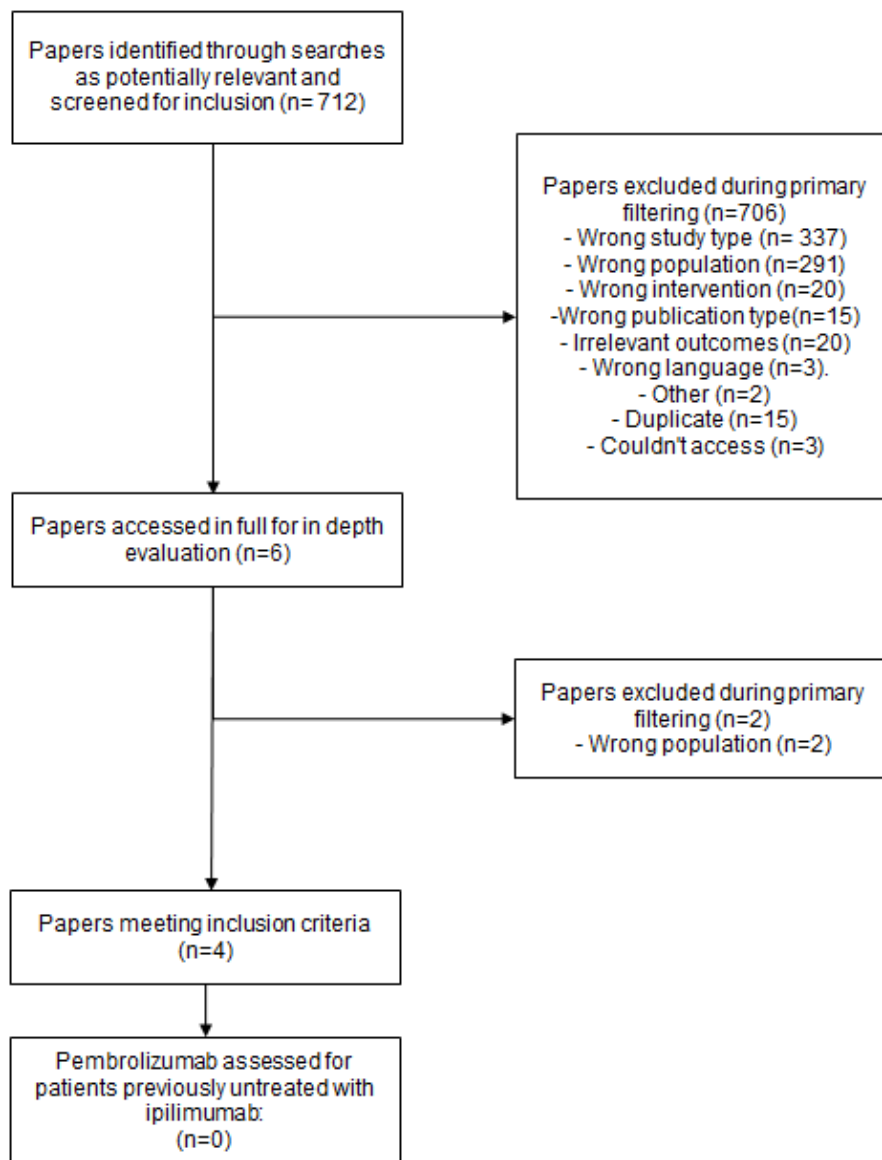 Papers identified through searches
as potentially relevant and
screened for inclusion (n= 712)
Papers excluded during primary
filtering (n=706)
- Wrong study type (n= 337)
- Wrong population (n=291)
- Wrong intervention (n=20)
-Wrong publication type(n=15)
- Irrelevant outcomes (n=20)
- Wrong language (n=3).
- Other (n=2)
- Duplicate (n=15)
- Couldn't access (n=3)
Papers accessed in full for in depth
evaluation (n=6)
Papers excluded during primary
filtering (n=2)
- Wrong population (n=2)
Papers meeting inclusion criteria
(n=4)
Pembrolizumab assessed for
patients previously untreated with
ipilimumab:
(n=0)